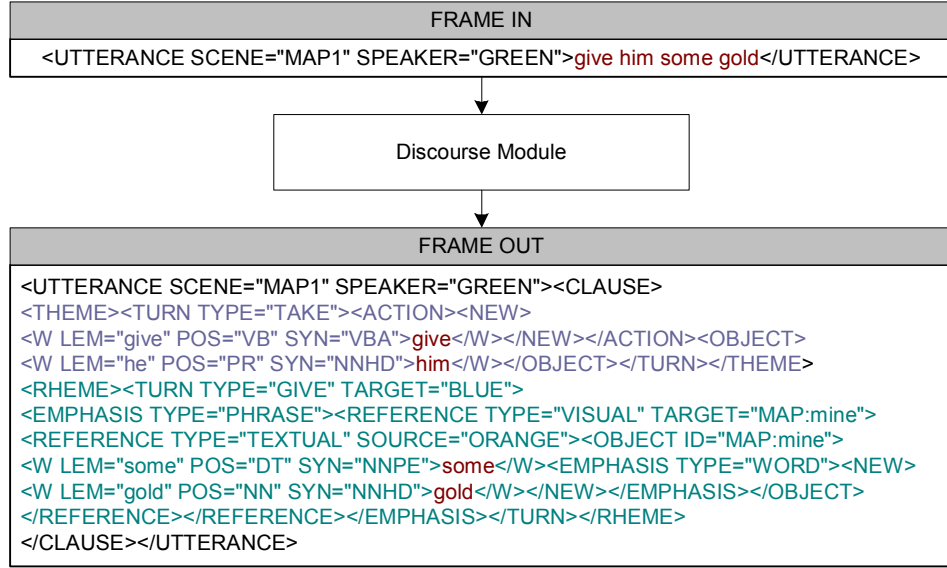 FRAME IN
<UTTERANCE SCENE="MAP1" SPEAKER="GREEN">give him some gold</UTTERANCE>
Discourse Module
FRAME OUT
<UTTERANCE SCENE="MAP1" SPEAKER="GREEN"><CLAUSE>
<THEME><TURN TYPE="TAKE"><ACTION><NEW>
<W LEM="give" POS="VB" SYN="VBA">give</W></NEW></ACTION><OBJECT>
<W LEM="he" POS="PR" SYN="NNHD">him</W></OBJECT></TURN></THEME>
<RHEME><TURN TYPE="GIVE" TARGET="BLUE">
<EMPHASIS TYPE="PHRASE"><REFERENCE TYPE="VISUAL" TARGET="MAP:mine">
<REFERENCE TYPE="TEXTUAL" SOURCE="ORANGE"><OBJECT ID="MAP:mine">
<W LEM="some" POS="DT" SYN="NNPE">some</W><EMPHASIS TYPE="WORD"><NEW>
<W LEM="gold" POS="NN" SYN="NNHD">gold</W></NEW></EMPHASIS></OBJECT>
</REFERENCE></REFERENCE></EMPHASIS></TURN></RHEME>
</CLAUSE></UTTERANCE>